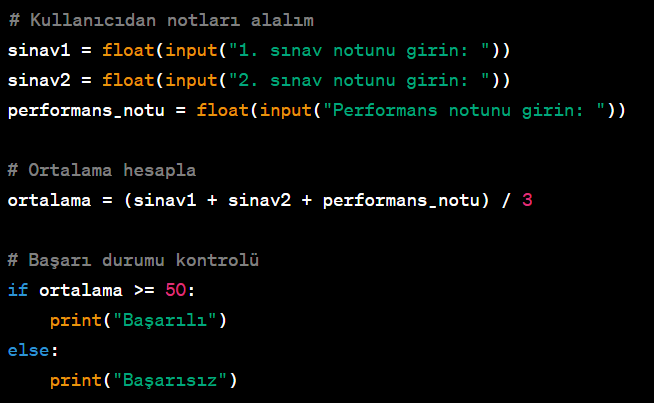 # Kullanıcıdan notları alalım
sinav1 = float(input("1. sınav notunu girin: "))
sinav2 = float(input("2. sınav notunu girin: "))
performans_notu = float(input("Performans notunu girin: "))
# Ortalama hesapla
ortalama = (sinav1 + sinav2 + performans_notu) / 3
# Başarı durumu kontrolü
if ortalama >= 50:
    print("Başarılı")
else:
    print("Başarısız")